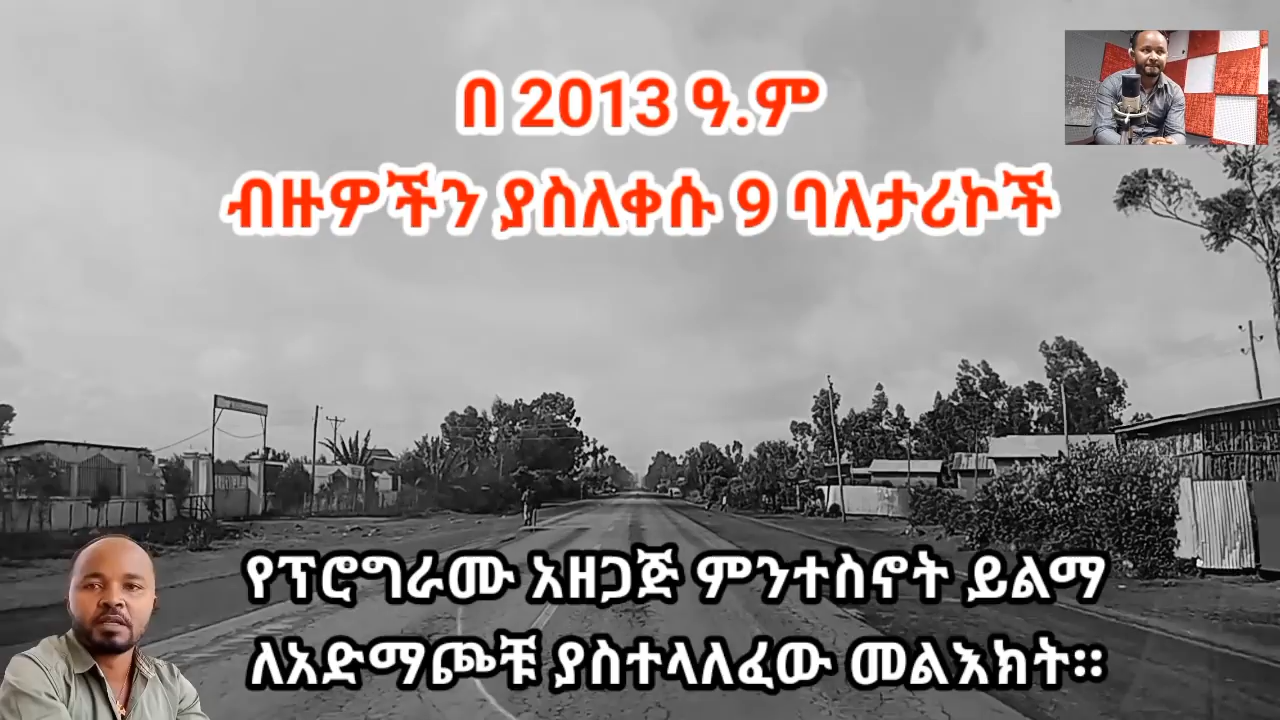 በ 2013 ዓ.ም
ብዙዎችን ያስለቀሱ 9 ባለታሪኮች
የፕሮግራሙ አዘጋጅ ምንተስኖት ይልማ
ለአድማጮቹ ያስተላለፈው መልእክት።